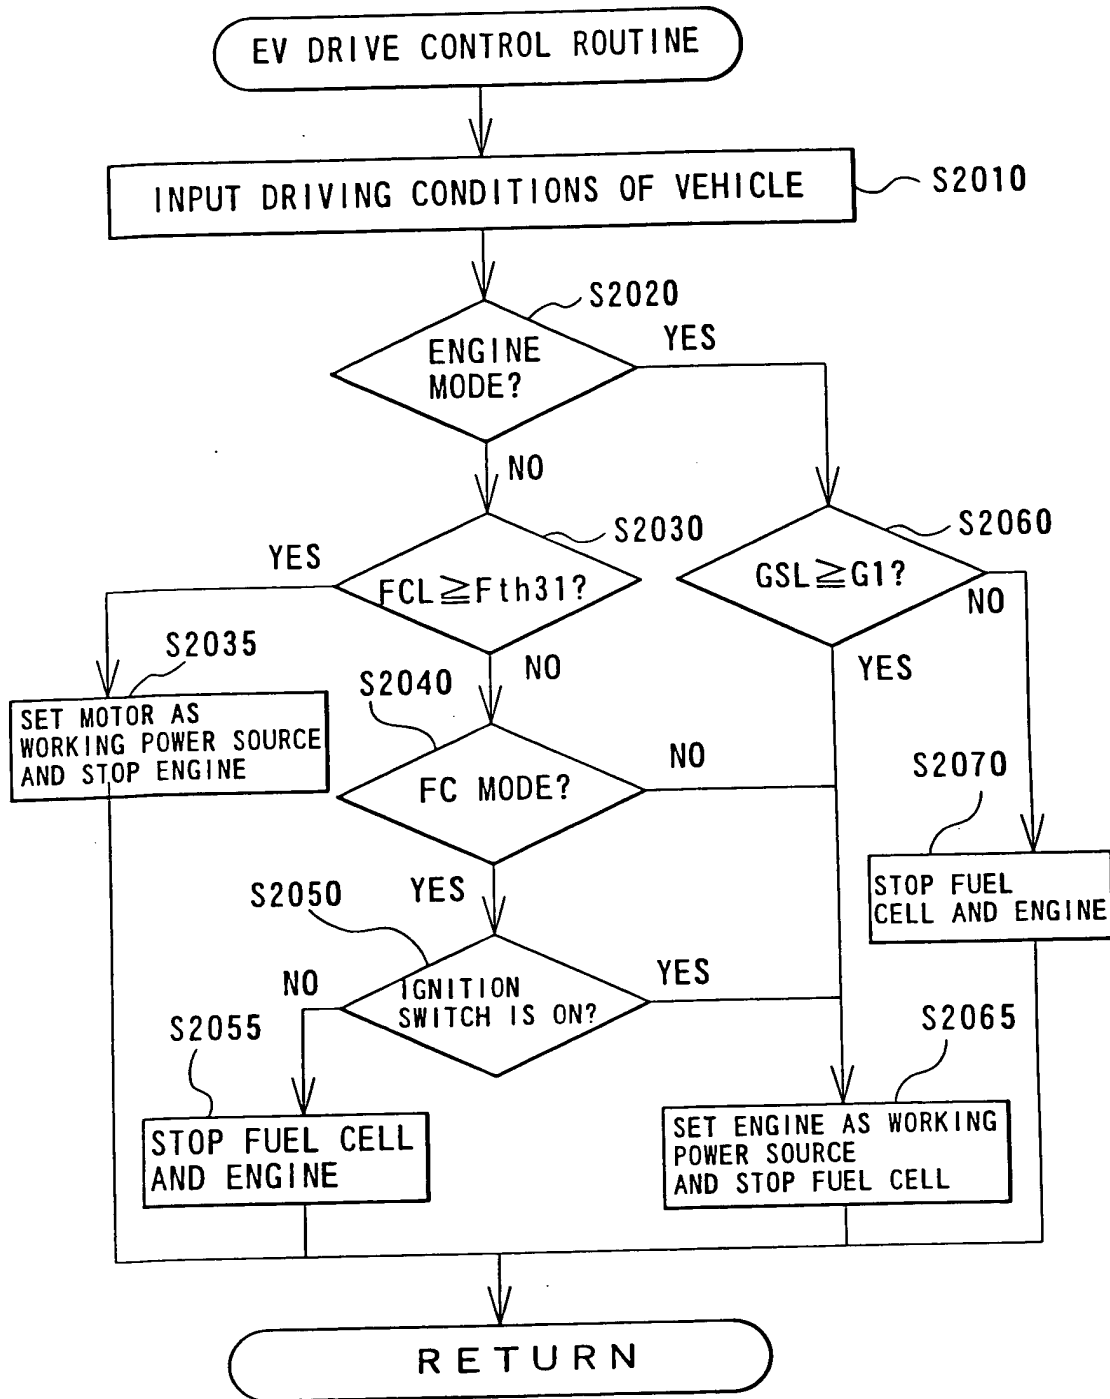 EV DRIVE CONTROL ROUTINE
INPUT DRIVING CONDITIONS OF VEHICLE
S2010
S2020
ENGINE
MODE?
YES
NO
S2030
YES
FCL≧Fth31?
S2060
GSL≧G1?
NO
S2035
NO
YES
SET MOTOR AS
WORKING POWER SOURCE
AND STOP ENGINE
S2040
FC MODE?
NO
S2070
STOP FUEL
CELL AND ENGINE
YES
S2050
NO
IGNITION
SWITCH IS ON?
YES
S2055
S2065
STOP FUEL CELL
AND ENGINE
SET ENGINE AS WORKING
POWER SOURCE
AND STOP FUEL CELL
RETURN